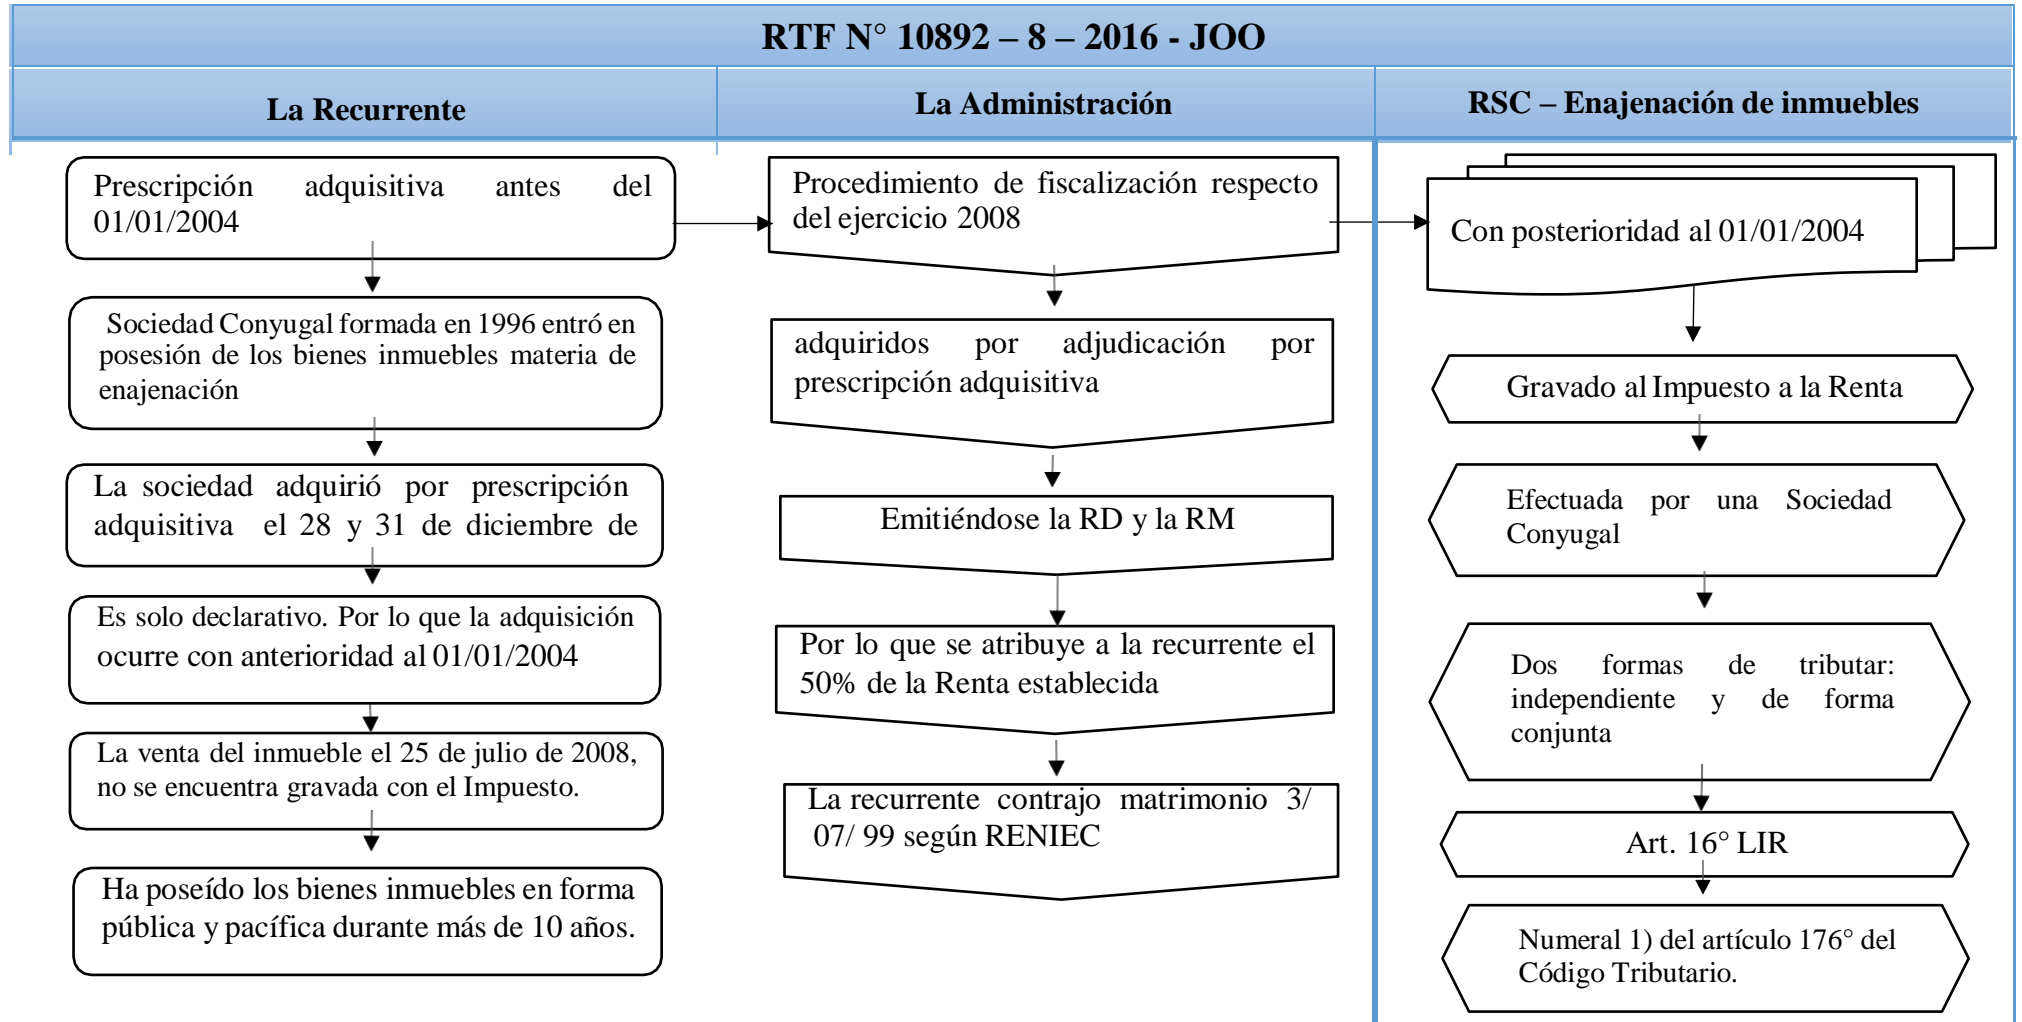 RTF N° 10892 – 8 – 2016 - JOO
La Recurrente
La Administración
RSC – Enajenación de inmuebles
Prescripción adquisitiva antes del
01/01/2004
Sociedad Conyugal formada en 1996 entró en
posesión de los bienes inmuebles materia de
enajenación
La sociedad adquirió por prescripción
adquisitiva el 28 y 31 de diciembre de
Es solo declarativo. Por lo que la adquisición
ocurre con anterioridad al 01/01/2004
La venta del inmueble el 25 de julio de 2008,
no se encuentra gravada con el Impuesto.
Ha poseído los bienes inmuebles en forma
pública y pacífica durante más de 10 años.
Procedimiento de fiscalización respecto
del ejercicio 2008
adquiridos por adjudicación por
prescripción adquisitiva
Emitiéndose la RD y la RM
Por lo que se atribuye a la recurrente el
50% de la Renta establecida
La recurrente contrajo matrimonio 3/
07/ 99 según RENIEC
Con posterioridad al 01/01/2004
Gravado al Impuesto a la Renta
Efectuada por una Sociedad
Conyugal
Dos formas de tributar:
independiente y de forma
conjunta
Art. 16° LIR
Numeral 1) del artículo 176° del
Código Tributario.